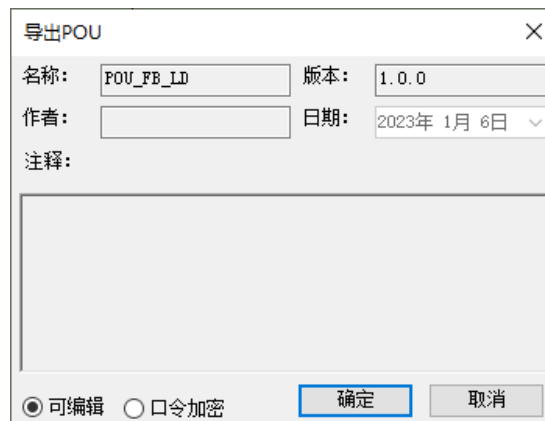 导出POU
名称： POU_FB_LD 版本： 1.0.0
作者： 日期： 2023年 1月 6日
注释：
可编辑 口令加密 确定 取消